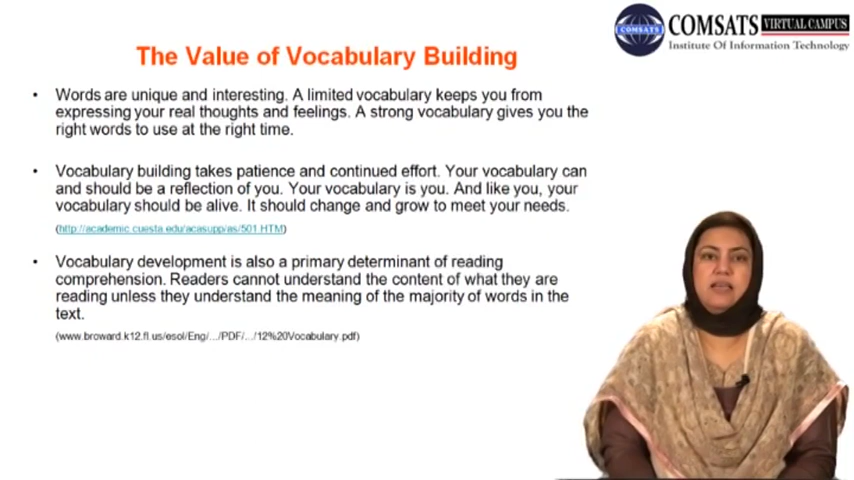 COMSATS
COMSATS VIRTUAL CAMPUS
Institute Of Information Technology
The Value of Vocabulary Building
• Words are unique and interesting. A limited vocabulary keeps you from
expressing your real thoughts and feelings. A strong vocabulary gives you the
right words to use at the right time.
• Vocabulary building takes patience and continued effort. Your vocabulary can
and should be a reflection of you. Your vocabulary is you. And like you, your
vocabulary should be alive. It should change and grow to meet your needs.
(http://academic.cuesta.edu/acasupp/as/501.HTM)
• Vocabulary development is also a primary determinant of reading
comprehension. Readers cannot understand the content of what they are
reading unless they understand the meaning of the majority of words in the
text.
(www.broward.k12.fl.us/esol/Eng/.../PDF/.../12%20Vocabulary.pdf)